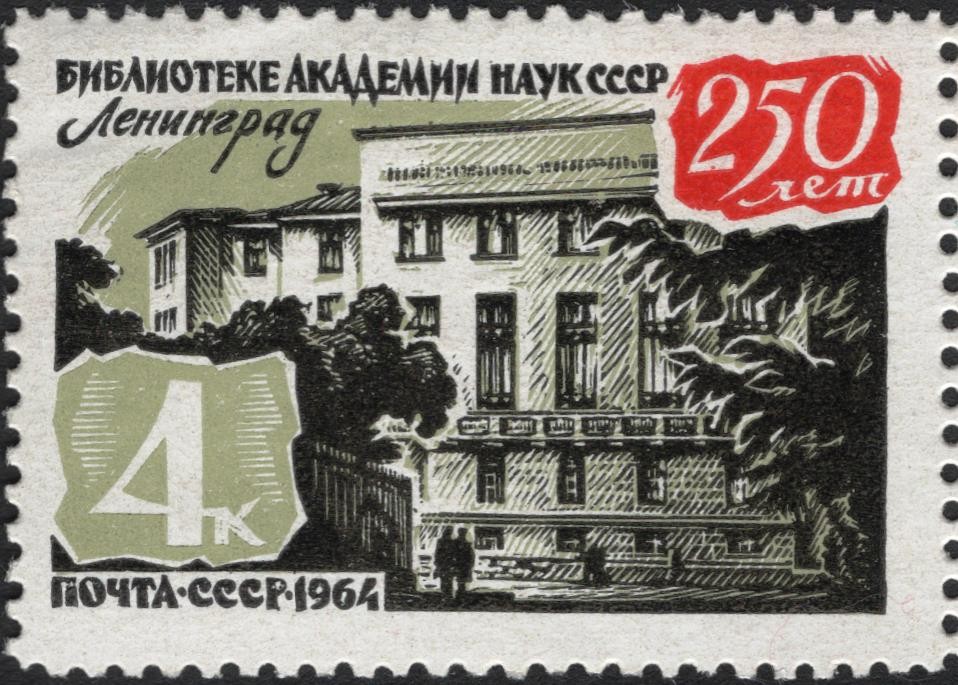 БИБЛИОТЕКЕ АКАДЕМИИ НАУК СССР
Ленинград
250
лет
4к
ПОЧТА·СССР·1964